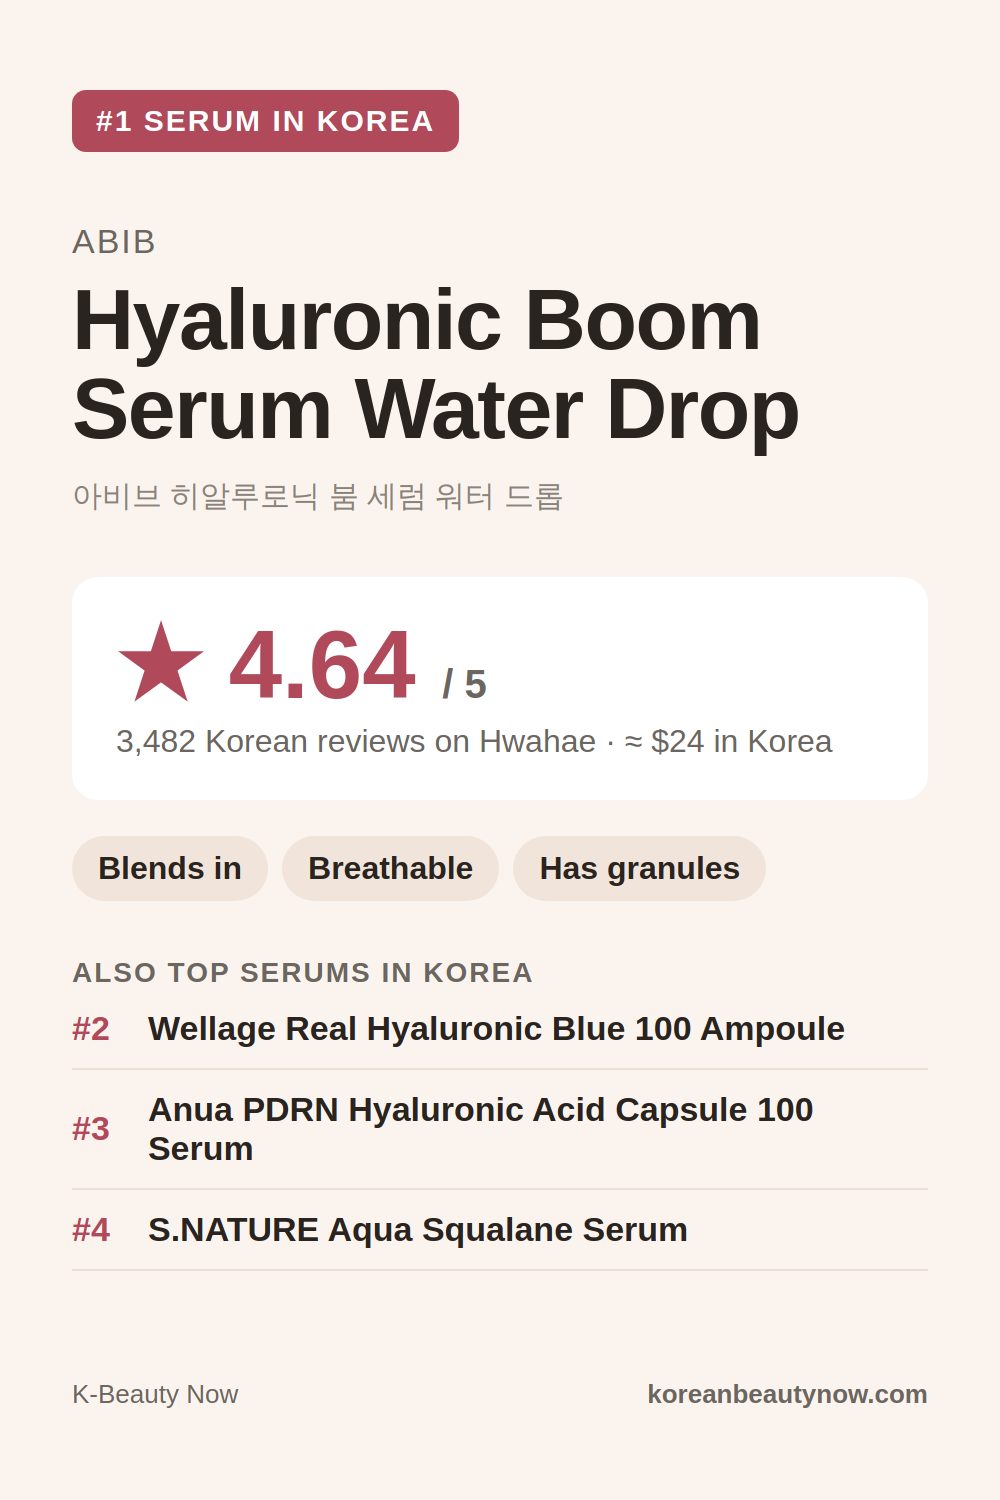 #1 SERUM IN KOREA
ABIB
Hyaluronic Boom
Serum Water Drop
아비브 히알루로닉 붐 세럼 워터 드롭
★ 4.64 / 5
3,482 Korean reviews on Hwahae · ≈ $24 in Korea
Blends in
Breathable
Has granules
ALSO TOP SERUMS IN KOREA
#2 Wellage Real Hyaluronic Blue 100 Ampoule
#3 Anua PDRN Hyaluronic Acid Capsule 100
Serum
#4 S.NATURE Aqua Squalane Serum
K-Beauty Now
koreanbeautynow.com